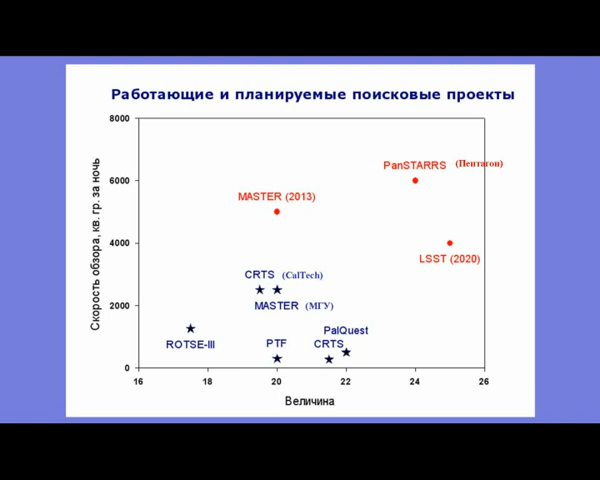 Работающие и планируемые поисковые проекты
Скорость обзора, кв. гр. за ночь
8000
6000
4000
2000
0
PanSTARRS (Пентагон)
MASTER (2013)
LSST (2020)
CRTS (CalTech)
MASTER (МГУ)
ROTSE-III
PTF
PalQuest
CRTS
16 18 20 22 24 26
Величина